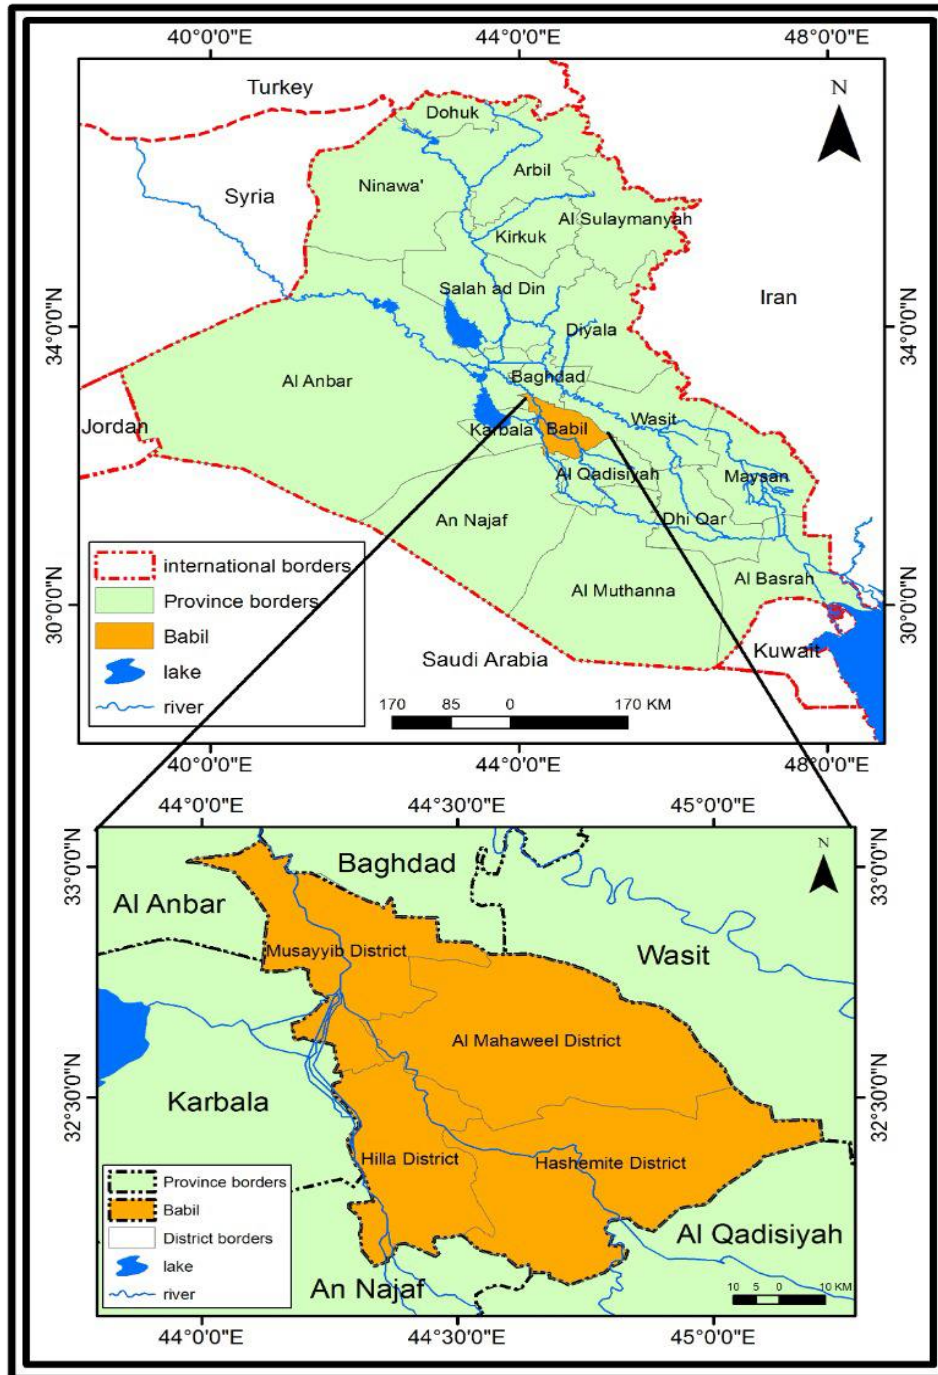 40°0'0"E 44°0'0"E 48°0'0"E
N
Turkey
Dohuk
Arbil
Ninawa'
Syria
Al Sulaymanyah
Kirkuk
Salah ad Din
Iran
34°0'0"N 34°0'0"N
Diyala
Baghdad
Al Anbar
Wasit
Jordan
Karbala Babil
Al Qadisiyah
Maysan
An Najaf
Dhi Qar
international borders
Al Basrah
Al Muthanna
30°0'0"N 30°0'0"N
Province borders
Babil
Kuwait
Saudi Arabia
lake
river
170 85 0 170 KM
40°0'0"E 44°0'0"E 48°0'0"E
44°0'0"E 44°30'0"E 45°0'0"E
N
33°0'0"N 33°0'0"N
Baghdad
Al Anbar
Musayyib District
Wasit
Al Mahaweel District
32°30'0"N 32°30'0"N
Karbala
Hilla District
Hashemite District
Province borders
Babil
District borders
Al Qadisiyah
lake
An Najaf
river
10 5 0 10 KM
44°0'0"E 44°30'0"E 45°0'0"E